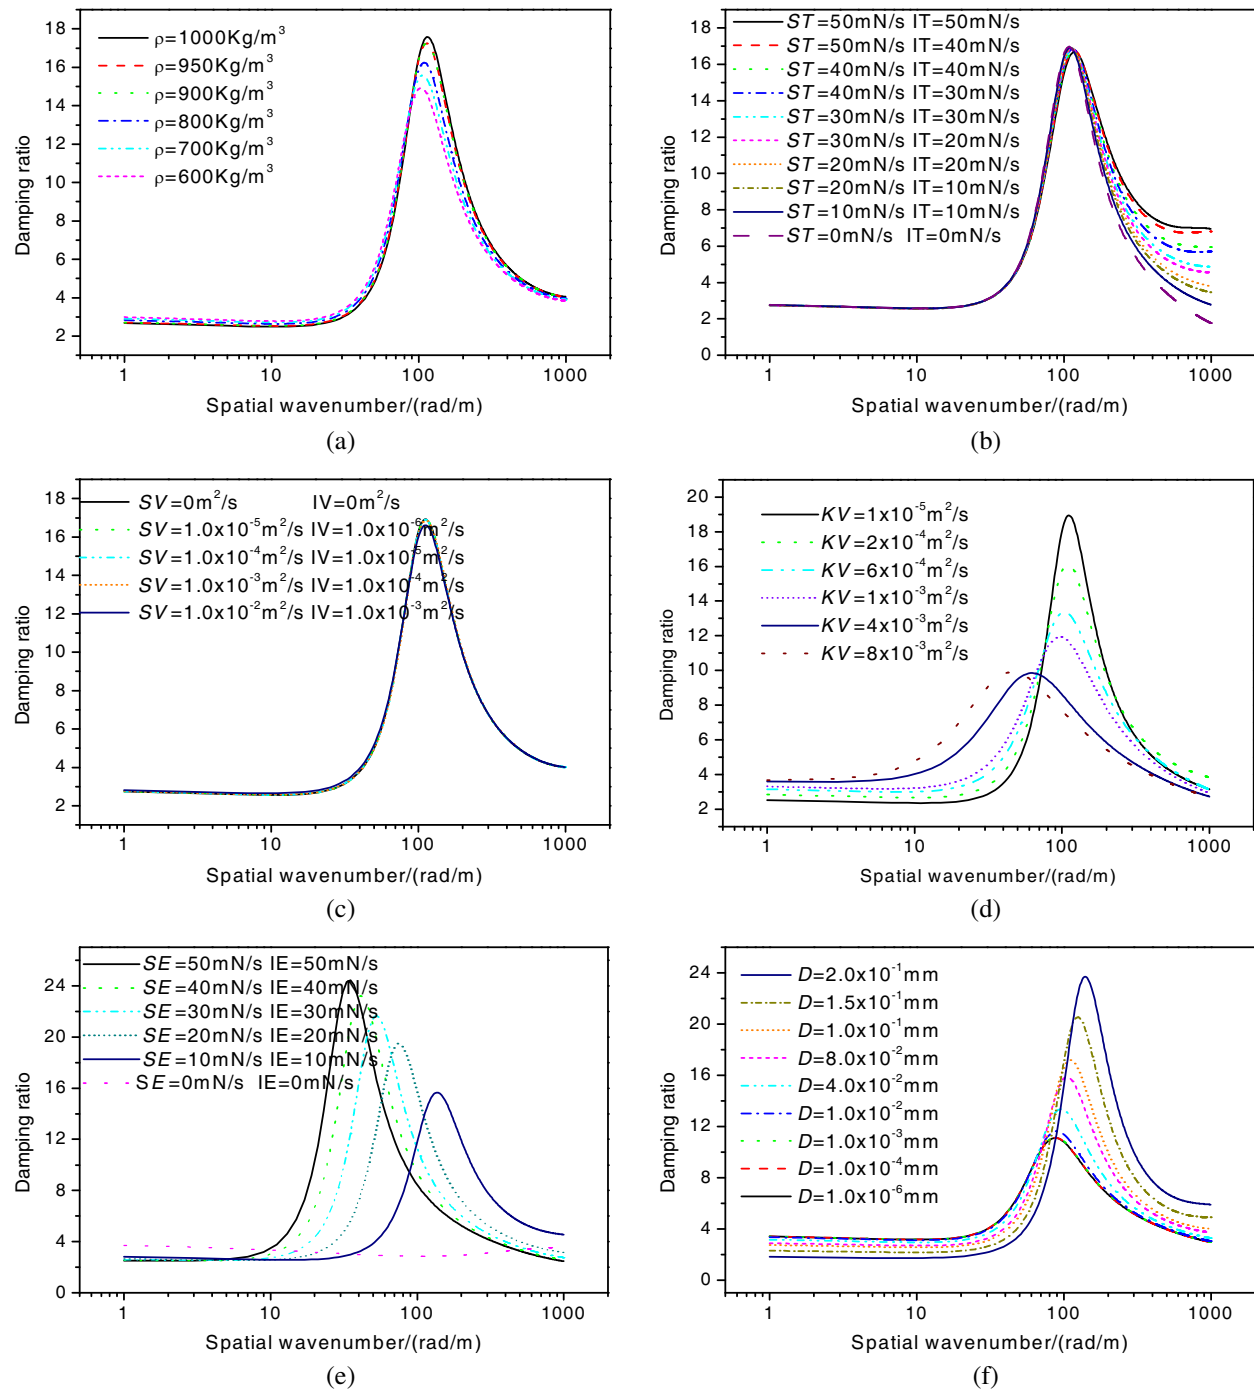 ρ=1000Kg/m³
ρ=950Kg/m³
ρ=900Kg/m³
ρ=800Kg/m³
ρ=700Kg/m³
ρ=600Kg/m³
18
16
14
12
10
8
6
4
2
Damping ratio
1 10 100 1000
Spatial wavenumber/(rad/m)
(a)
ST=50mN/s IT=50mN/s
ST=50mN/s IT=40mN/s
ST=40mN/s IT=40mN/s
ST=40mN/s IT=30mN/s
ST=30mN/s IT=30mN/s
ST=30mN/s IT=20mN/s
ST=20mN/s IT=20mN/s
ST=20mN/s IT=10mN/s
ST=10mN/s IT=10mN/s
ST=0mN/s IT=0mN/s
18
16
14
12
10
8
6
4
2
0
Damping ratio
1 10 100 1000
Spatial wavenumber/(rad/m)
(b)
SV=0m²/s IV=0m²/s
SV=1.0x10⁻⁵m²/s IV=1.0x10⁻⁶m²/s
SV=1.0x10⁻⁴m²/s IV=1.0x10⁻⁵m²/s
SV=1.0x10⁻³m²/s IV=1.0x10⁻⁴m²/s
SV=1.0x10⁻²m²/s IV=1.0x10⁻³m²/s
18
16
14
12
10
8
6
4
2
Damping ratio
1 10 100 1000
Spatial wavenumber/(rad/m)
(c)
KV=1x10⁻⁵m²/s
KV=2x10⁻⁴m²/s
KV=6x10⁻⁴m²/s
KV=1x10⁻³m²/s
KV=4x10⁻³m²/s
KV=8x10⁻³m²/s
20
18
16
14
12
10
8
6
4
2
Damping ratio
1 10 100 1000
Spatial wavenumber/(rad/m)
(d)
SE=50mN/s IE=50mN/s
SE=40mN/s IE=40mN/s
SE=30mN/s IE=30mN/s
SE=20mN/s IE=20mN/s
SE=10mN/s IE=10mN/s
SE=0mN/s IE=0mN/s
24
20
16
12
8
4
0
Damping ratio
1 10 100 1000
Spatial wavenumber/(rad/m)
(e)
D=2.0x10⁻¹mm
D=1.5x10⁻¹mm
D=1.0x10⁻¹mm
D=8.0x10⁻²mm
D=4.0x10⁻²mm
D=1.0x10⁻²mm
D=1.0x10⁻³mm
D=1.0x10⁻⁴mm
D=1.0x10⁻⁶mm
24
20
16
12
8
4
0
Damping ratio
1 10 100 1000
Spatial wavenumber/(rad/m)
(f)